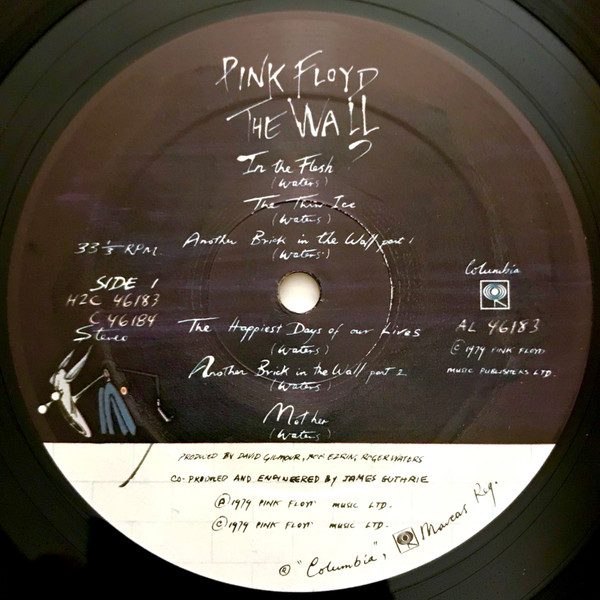 PINK FLOYD
THE WALL
In the Flesh
(Waters)
The Thin Ice
(Waters)
Another Brick in the Wall part 1
(Waters)
33 1/3 RPM.
SIDE 1
H2C 46183
C 46184
Stereo
Columbia
AL 46183
© 1979 PINK FLOYD
MUSIC PUBLISHERS LTD.
The Happiest Days of our Lives
(Waters)
Another Brick in the Wall part 2
(Waters)
Mother
(Waters)
PRODUCED BY DAVID GILMOUR, BOB EZRIN, ROGER WATERS
CO-PRODUCED AND ENGINEERED BY JAMES GUTHRIE
Ⓟ 1979 PINK FLOYD MUSIC LTD.
© 1979 PINK FLOYD MUSIC LTD.
® "Columbia", Marcas Reg.